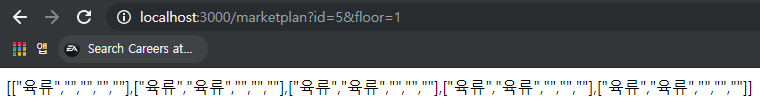 localhost:3000/marketplan?id=5&floor=1
앱
EA
Search Careers at...
[["육류","","","",""],["육류","육류","","",""],["육류","육류","","",""],["육류","육류","","",""],["육류","육류","","",""]]